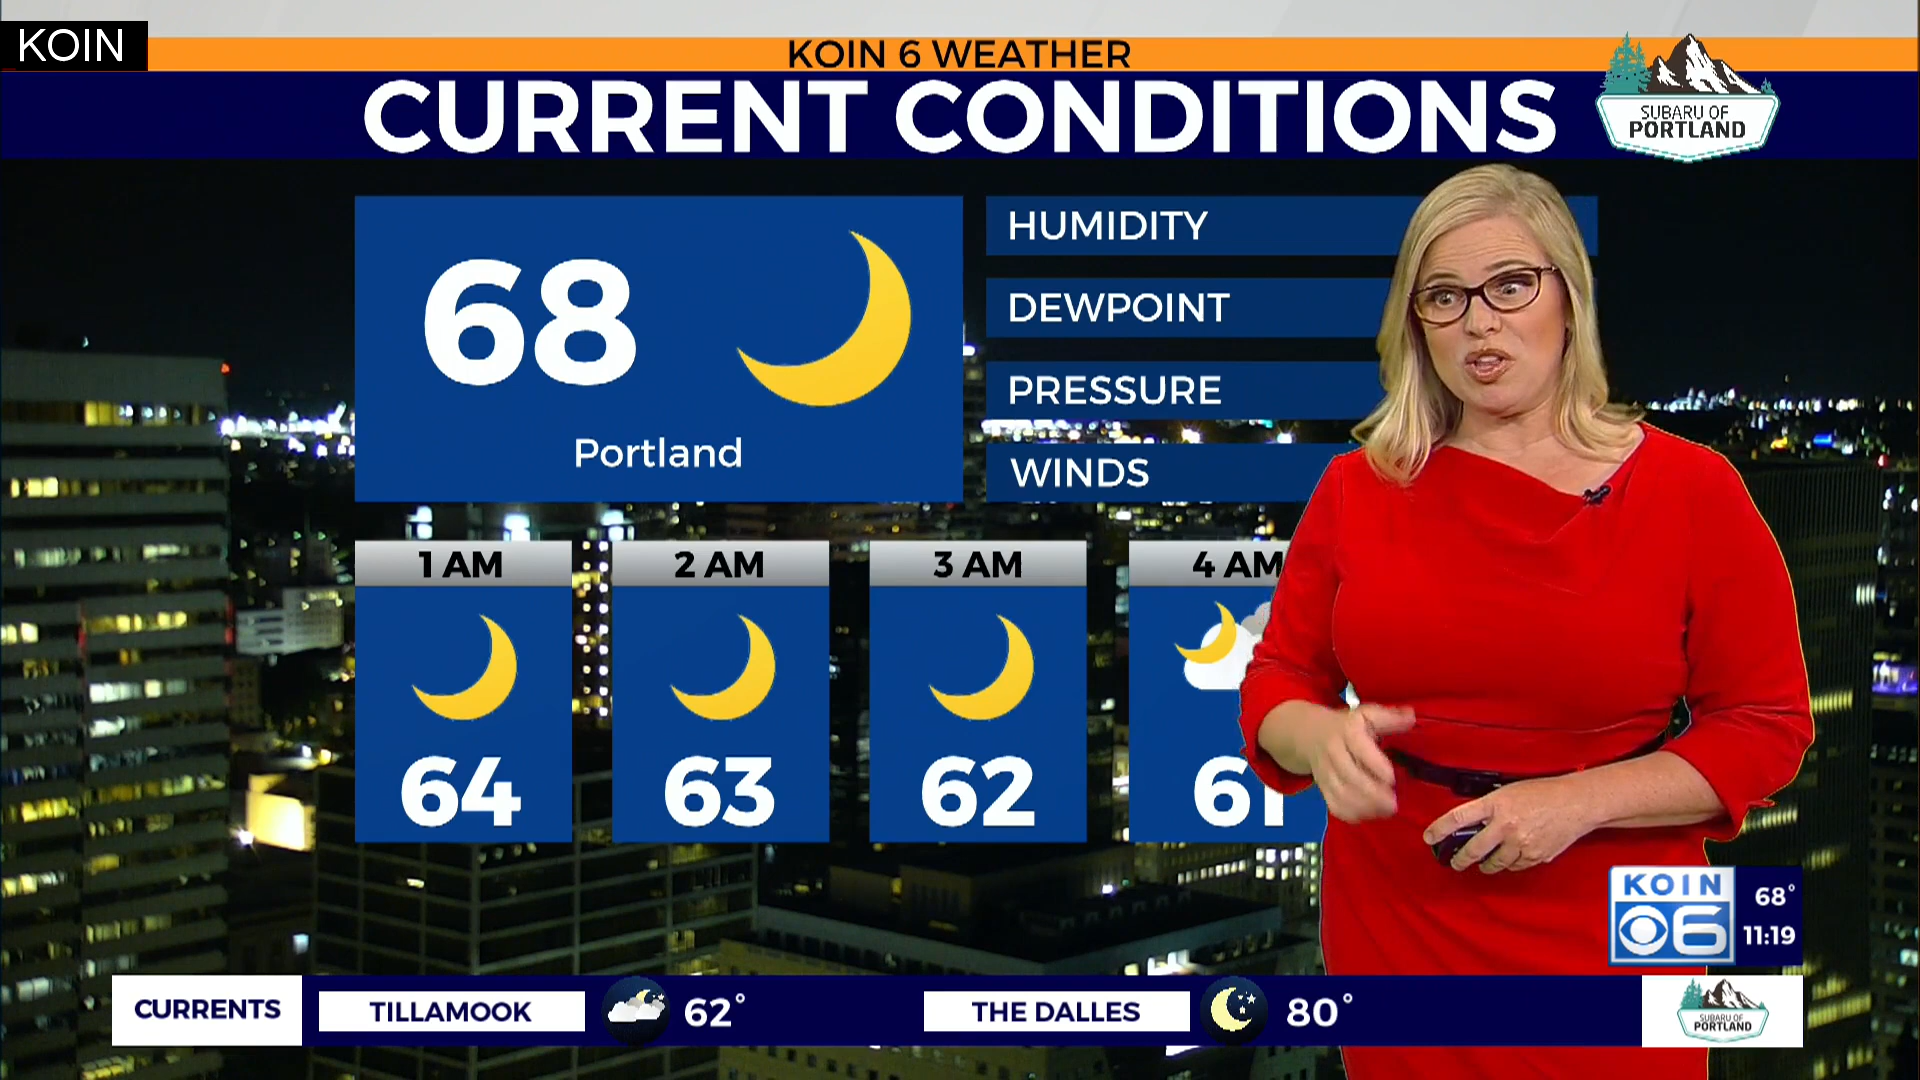 KOIN
KOIN 6 WEATHER
CURRENT CONDITIONS
SUBARU OF
PORTLAND
68
Portland
HUMIDITY
DEWPOINT
PRESSURE
WINDS
1 AM
2 AM
3 AM
4 AM
64
63
62
61
KOIN
6
68°
11:19
CURRENTS
TILLAMOOK
62°
THE DALLES
80°
SUBARU OF
PORTLAND